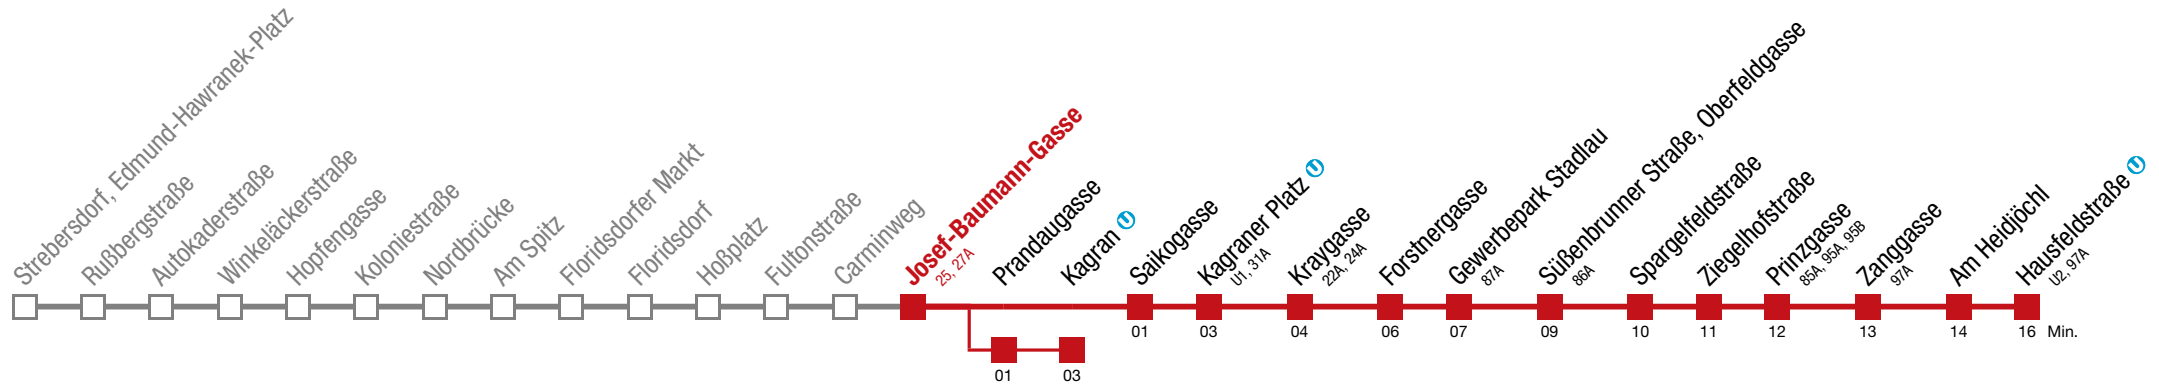 Strebersdorf, Edmund-Hawranek-Platz
Rußbergstraße
Autokaderstraße
Winkeläckerstraße
Hopfengasse
Koloniestraße
Nordbrücke
Am Spitz
Floridsdorfer Markt
Floridsdorf
Hoßplatz
Fultonstraße
Carminweg
Josef-Baumann-Gasse
25, 27A
Prandaugasse
Kagran U
Saikogasse
Kagraner Platz U
U1, 31A
Kraygasse
22A, 24A
Forstnergasse
Gewerbepark Stadlau
87A
Süßenbrunner Straße, Oberfeldgasse
86A
Spargelfeldstraße
Ziegelhofstraße
Prinzgasse
85A, 95A, 95B
Zanggasse
97A
Am Heidjöchl
Hausfeldstraße U
U2, 97A
01 03 04 06 07 09 10 11 12 13 14 16 Min.
01 03